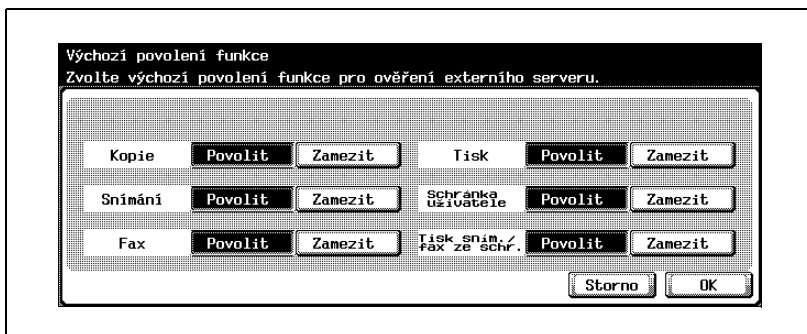 Výchozí povolení funkce
Zvolte výchozí povolení funkce pro ověření externího serveru.
Kopie Povolit Zamezit Tisk Povolit Zamezit
Snímání Povolit Zamezit Schránka uživatele Povolit Zamezit
Fax Povolit Zamezit Tisk sním./ fax ze schr. Povolit Zamezit
Storno OK